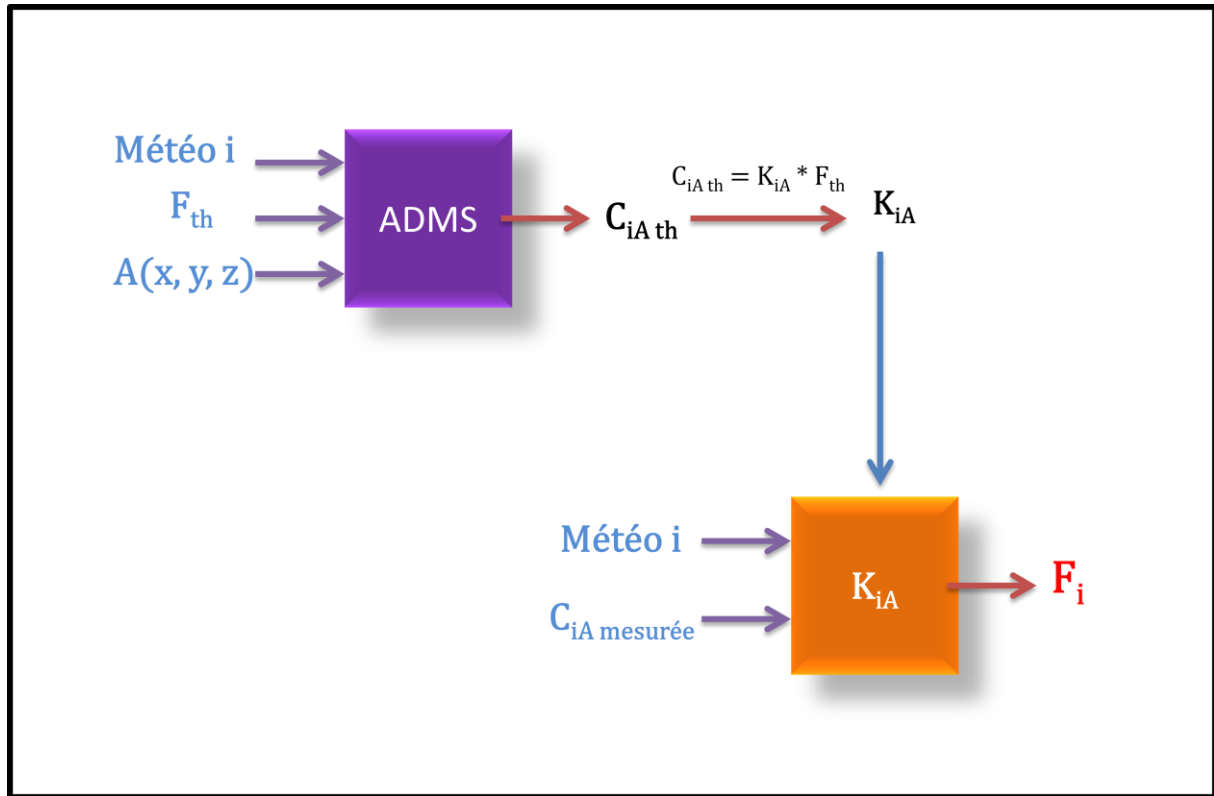 Météo i
F_th
A(x, y, z)
ADMS
C_iA th
C_iA th = K_iA * F_th
K_iA
Météo i
C_iA mesurée
K_iA
F_i